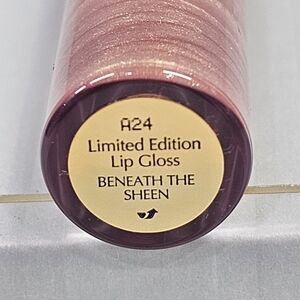 A24
Limited Edition
Lip Gloss
BENEATH THE
SHEEN